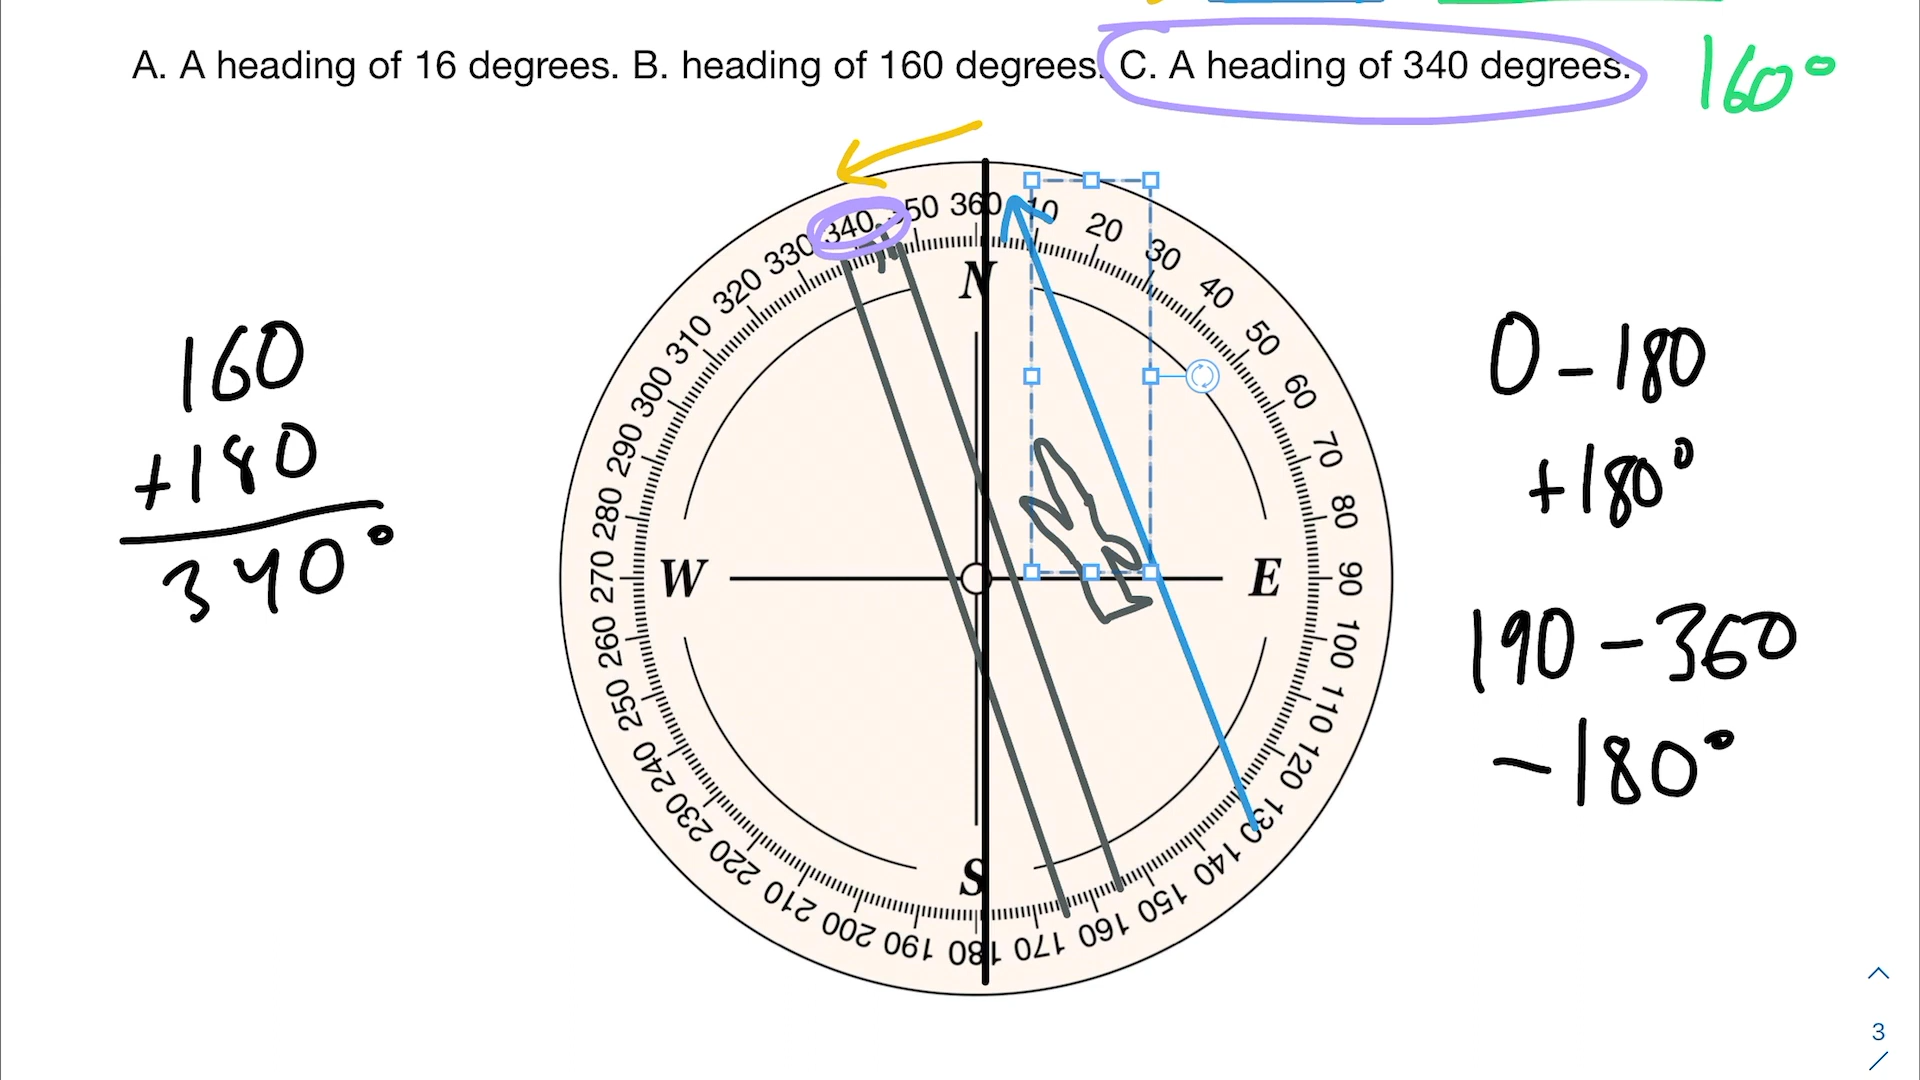 A. A heading of 16 degrees. B. heading of 160 degrees. C. A heading of 340 degrees.
160°
340 350 360 10 20 30 40 50 60 70 80 90 100 110 120 130 140 150 160 170 180 190 200 210 220 230 240 250 260 270 280 290 300 310 320 330
N
W
E
S
160
+180
340°
0-180
+180°
190-360
-180°
3
/